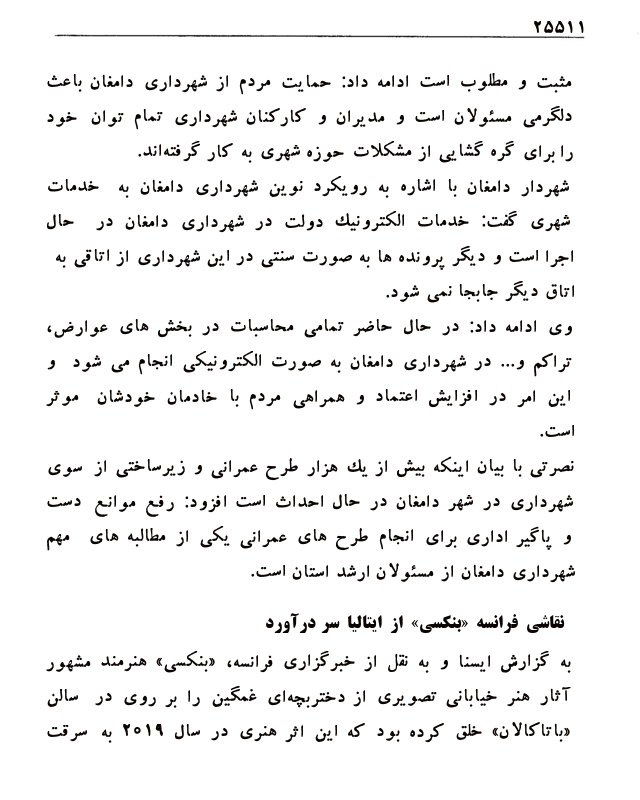 ۲۵۵۱۱
مثبت و مطلوب است ادامه داد: حمایت مردم از شهرداری دامغان باعث
دلگرمی مسئولان است و مدیران و کارکنان شهرداری تمام توان خود
را برای گره گشایی از مشکلات حوزه شهری به کار گرفته‌اند.
شهردار دامغان با اشاره به رویکرد نوین شهرداری دامغان به خدمات
شهری گفت: خدمات الکترونیك دولت در شهرداری دامغان در حال
اجرا است و دیگر پرونده ها به صورت سنتی در این شهرداری از اتاقی به
اتاق دیگر جابجا نمی شود.
وی ادامه داد: در حال حاضر تمامی محاسبات در بخش های عوارض،
تراکم و... در شهرداری دامغان به صورت الکترونیکی انجام می شود و
این امر در افزایش اعتماد و همراهی مردم با خادمان خودشان موثر
است.
نصرتی با بیان اینکه بیش از یك هزار طرح عمرانی و زیرساختی از سوی
شهرداری در شهر دامغان در حال احداث است افزود: رفع موانع دست
و پاگیر اداری برای انجام طرح های عمرانی یکی از مطالبه های مهم
شهرداری دامغان از مسئولان ارشد استان است.
نقاشی فرانسه «بنکسی» از ایتالیا سر درآورد
به گزارش ایسنا و به نقل از خبرگزاری فرانسه، «بنکسی» هنرمند مشهور
آثار هنر خیابانی تصویری از دختربچه‌ای غمگین را بر روی در سالن
«باتاکالان» خلق کرده بود که این اثر هنری در سال ۲۰۱۹ به سرقت